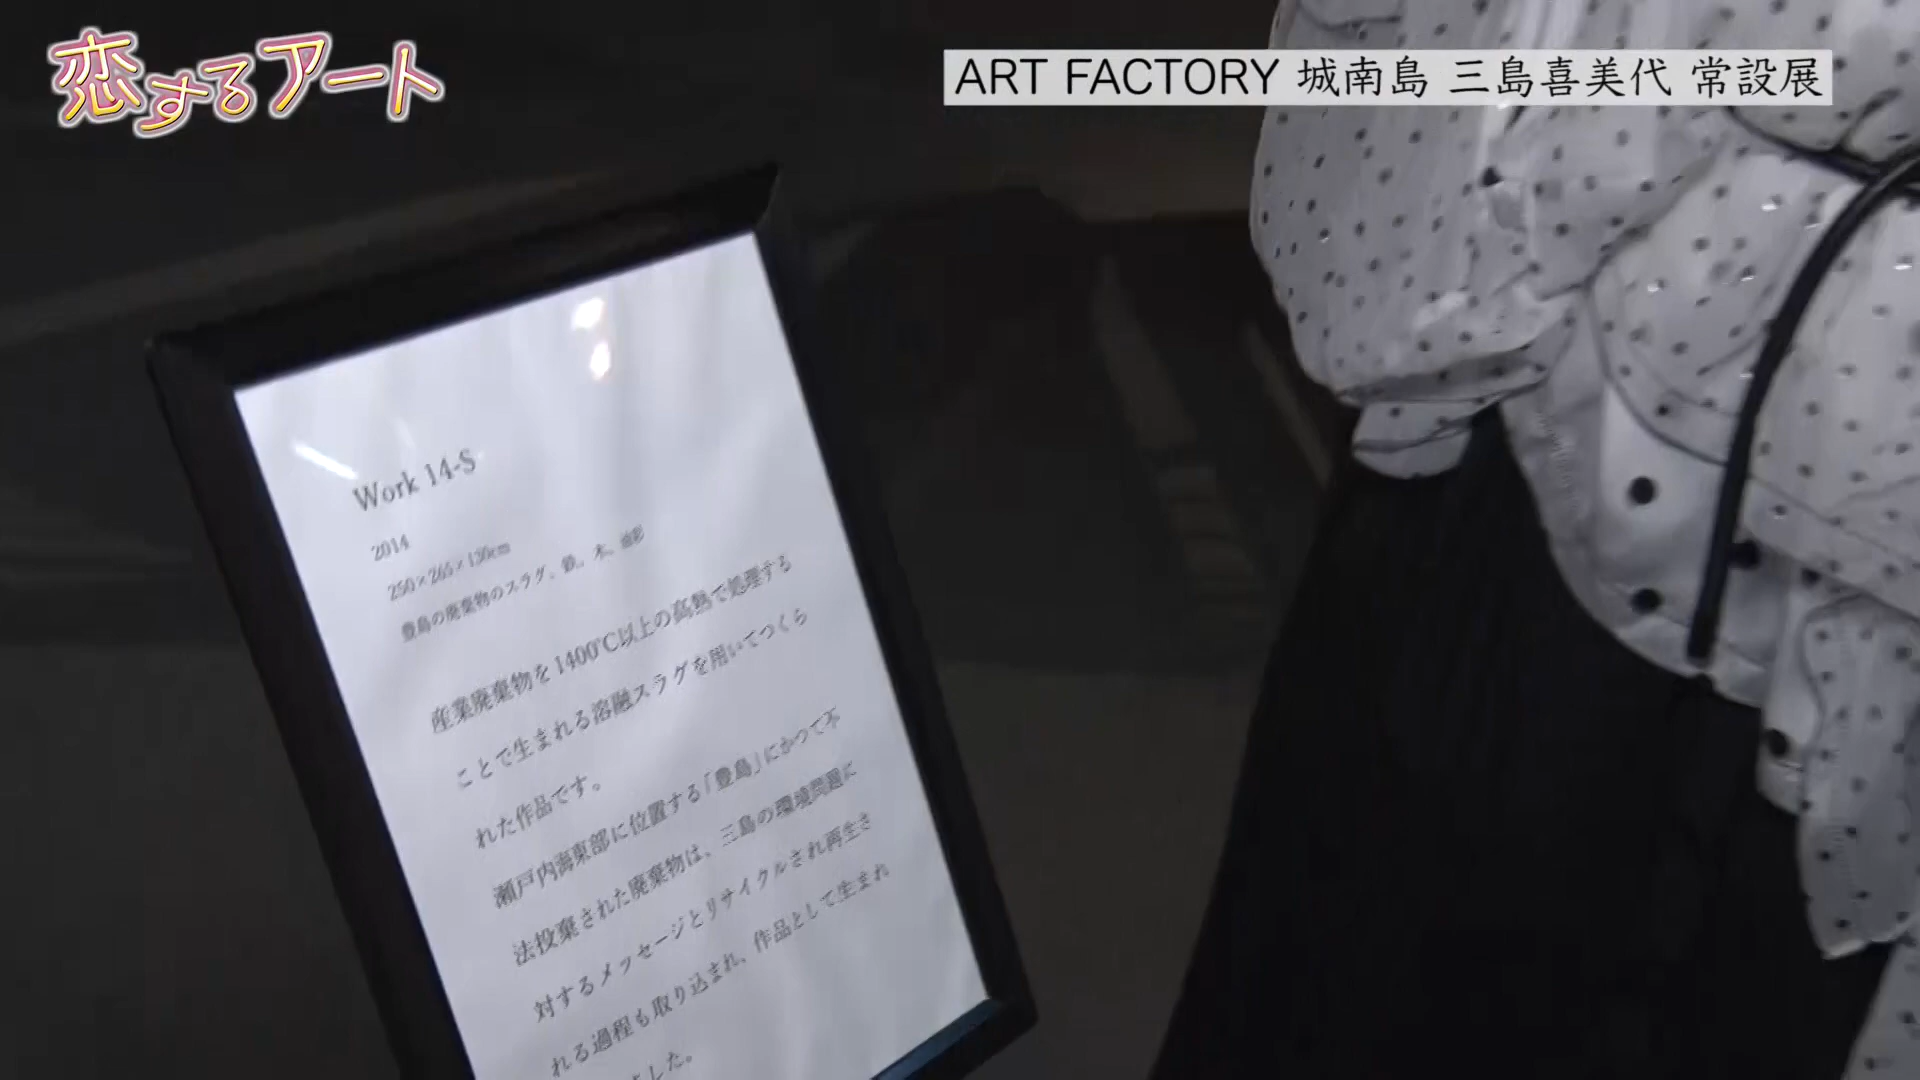 恋するアート
ART FACTORY 城南島 三島喜美代 常設展
Work 14-S
2014
250×265×130cm
豊島の廃棄物のスラグ、鉄、木、油彩
産業廃棄物を1400℃以上の高熱で処理する
ことで生まれる溶融スラグを用いてつくら
れた作品です。
瀬戸内海東部に位置する「豊島」にかつて不
法投棄された廃棄物は、三島の環境問題に
対するメッセージとリサイクルされ再生さ
れる過程も取り込まれ、作品として生まれ
ました。